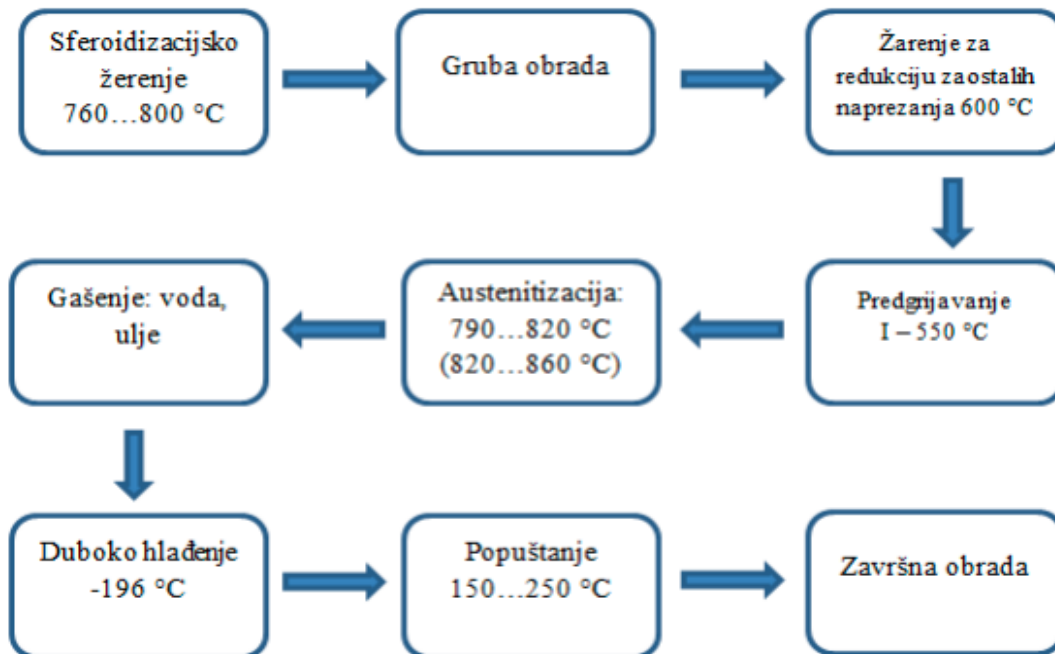 Sferoidizacijsko
žerenje
760…800 °C
Gruba obrada
Žarenje za
redukciju zaostalih
naprezanja 600 °C
Predgrijavanje
I – 550 °C
Austenitizacija:
790…820 °C
(820…860 °C)
Gašenje: voda,
ulje
Duboko hlađenje
-196 °C
Popuštanje
150…250 °C
Završna obrada